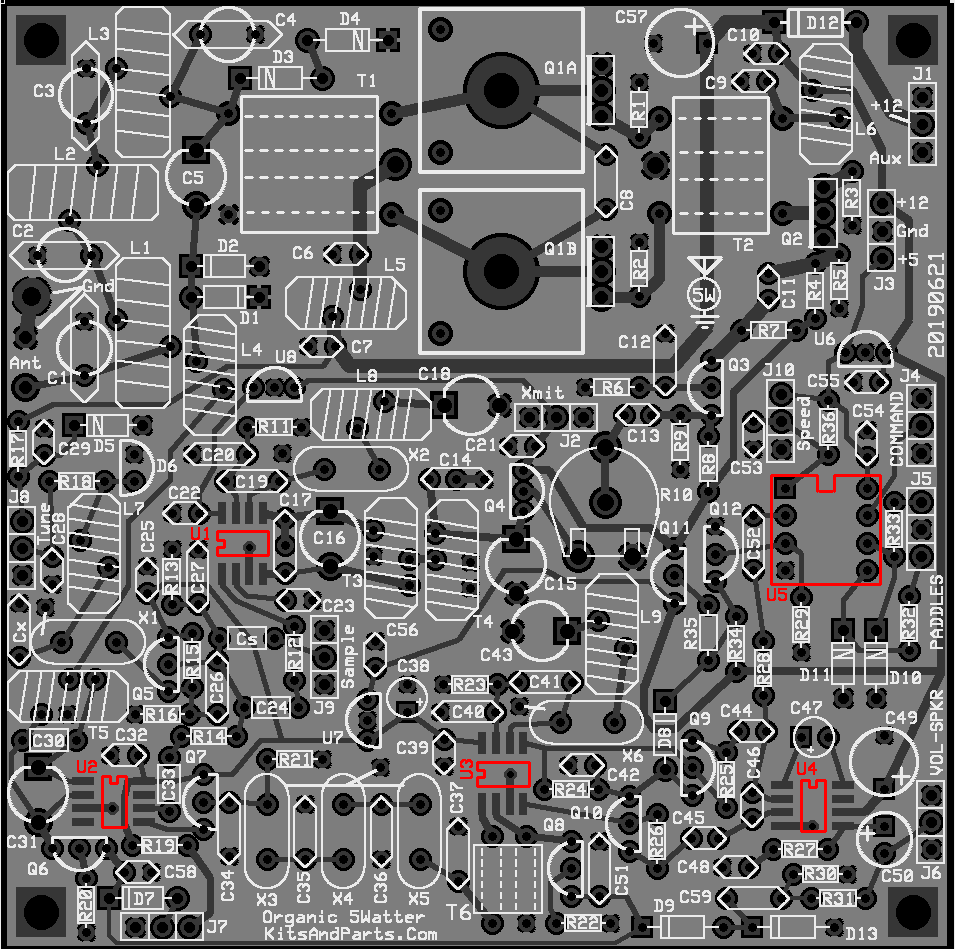 L3
C4
D4
C57
D12
C10
J1
D3
T1
Q1A
C9
C3
R1
+12
L6
L2
Aux
C5
C8
R3
+12
C2
Gnd
L1
D2
C6
L5
Q1B
T2
Q2
+5
R2
J3
Gnd
5W
C11
R4
R5
D1
20190621
Ant
L4
C7
C12
R7
U6
C1
U8
L8
C18
Q3
R6
J10
C55
J4
Xmit
R17
C29
D5
R11
C21
J2
C13
R9
Speed
R36
C54
COMMAND
D6
C20
X2
C14
R8
C53
J8
R18
C19
Q4
R10
J5
Tune
C28
L7
C22
C17
Q11
Q12
R33
U1
C16
C52
C25
R13
C27
T3
C15
U5
Cx
X1
C23
T4
L9
R29
R32
PADDLES
C56
C43
R35
R34
R15
Cs
R12
Sample
R28
D11
D10
Q5
C26
C38
R23
C41
R16
C24
J9
C40
T5
R14
U7
D8
Q9
C44
C47
C49
VOL-SPKR
C30
C32
Q7
R21
C39
X6
U2
U3
C42
R25
C46
U4
C33
R24
C31
C37
Q10
Q8
R26
C45
R19
R27
Q6
C58
C34
C35
C36
C51
C48
R30
C50
J6
R20
D7
X3
X4
X5
C59
R31
J7
Organic 5Watter
T6
R22
D9
D13
KitsAndParts.Com